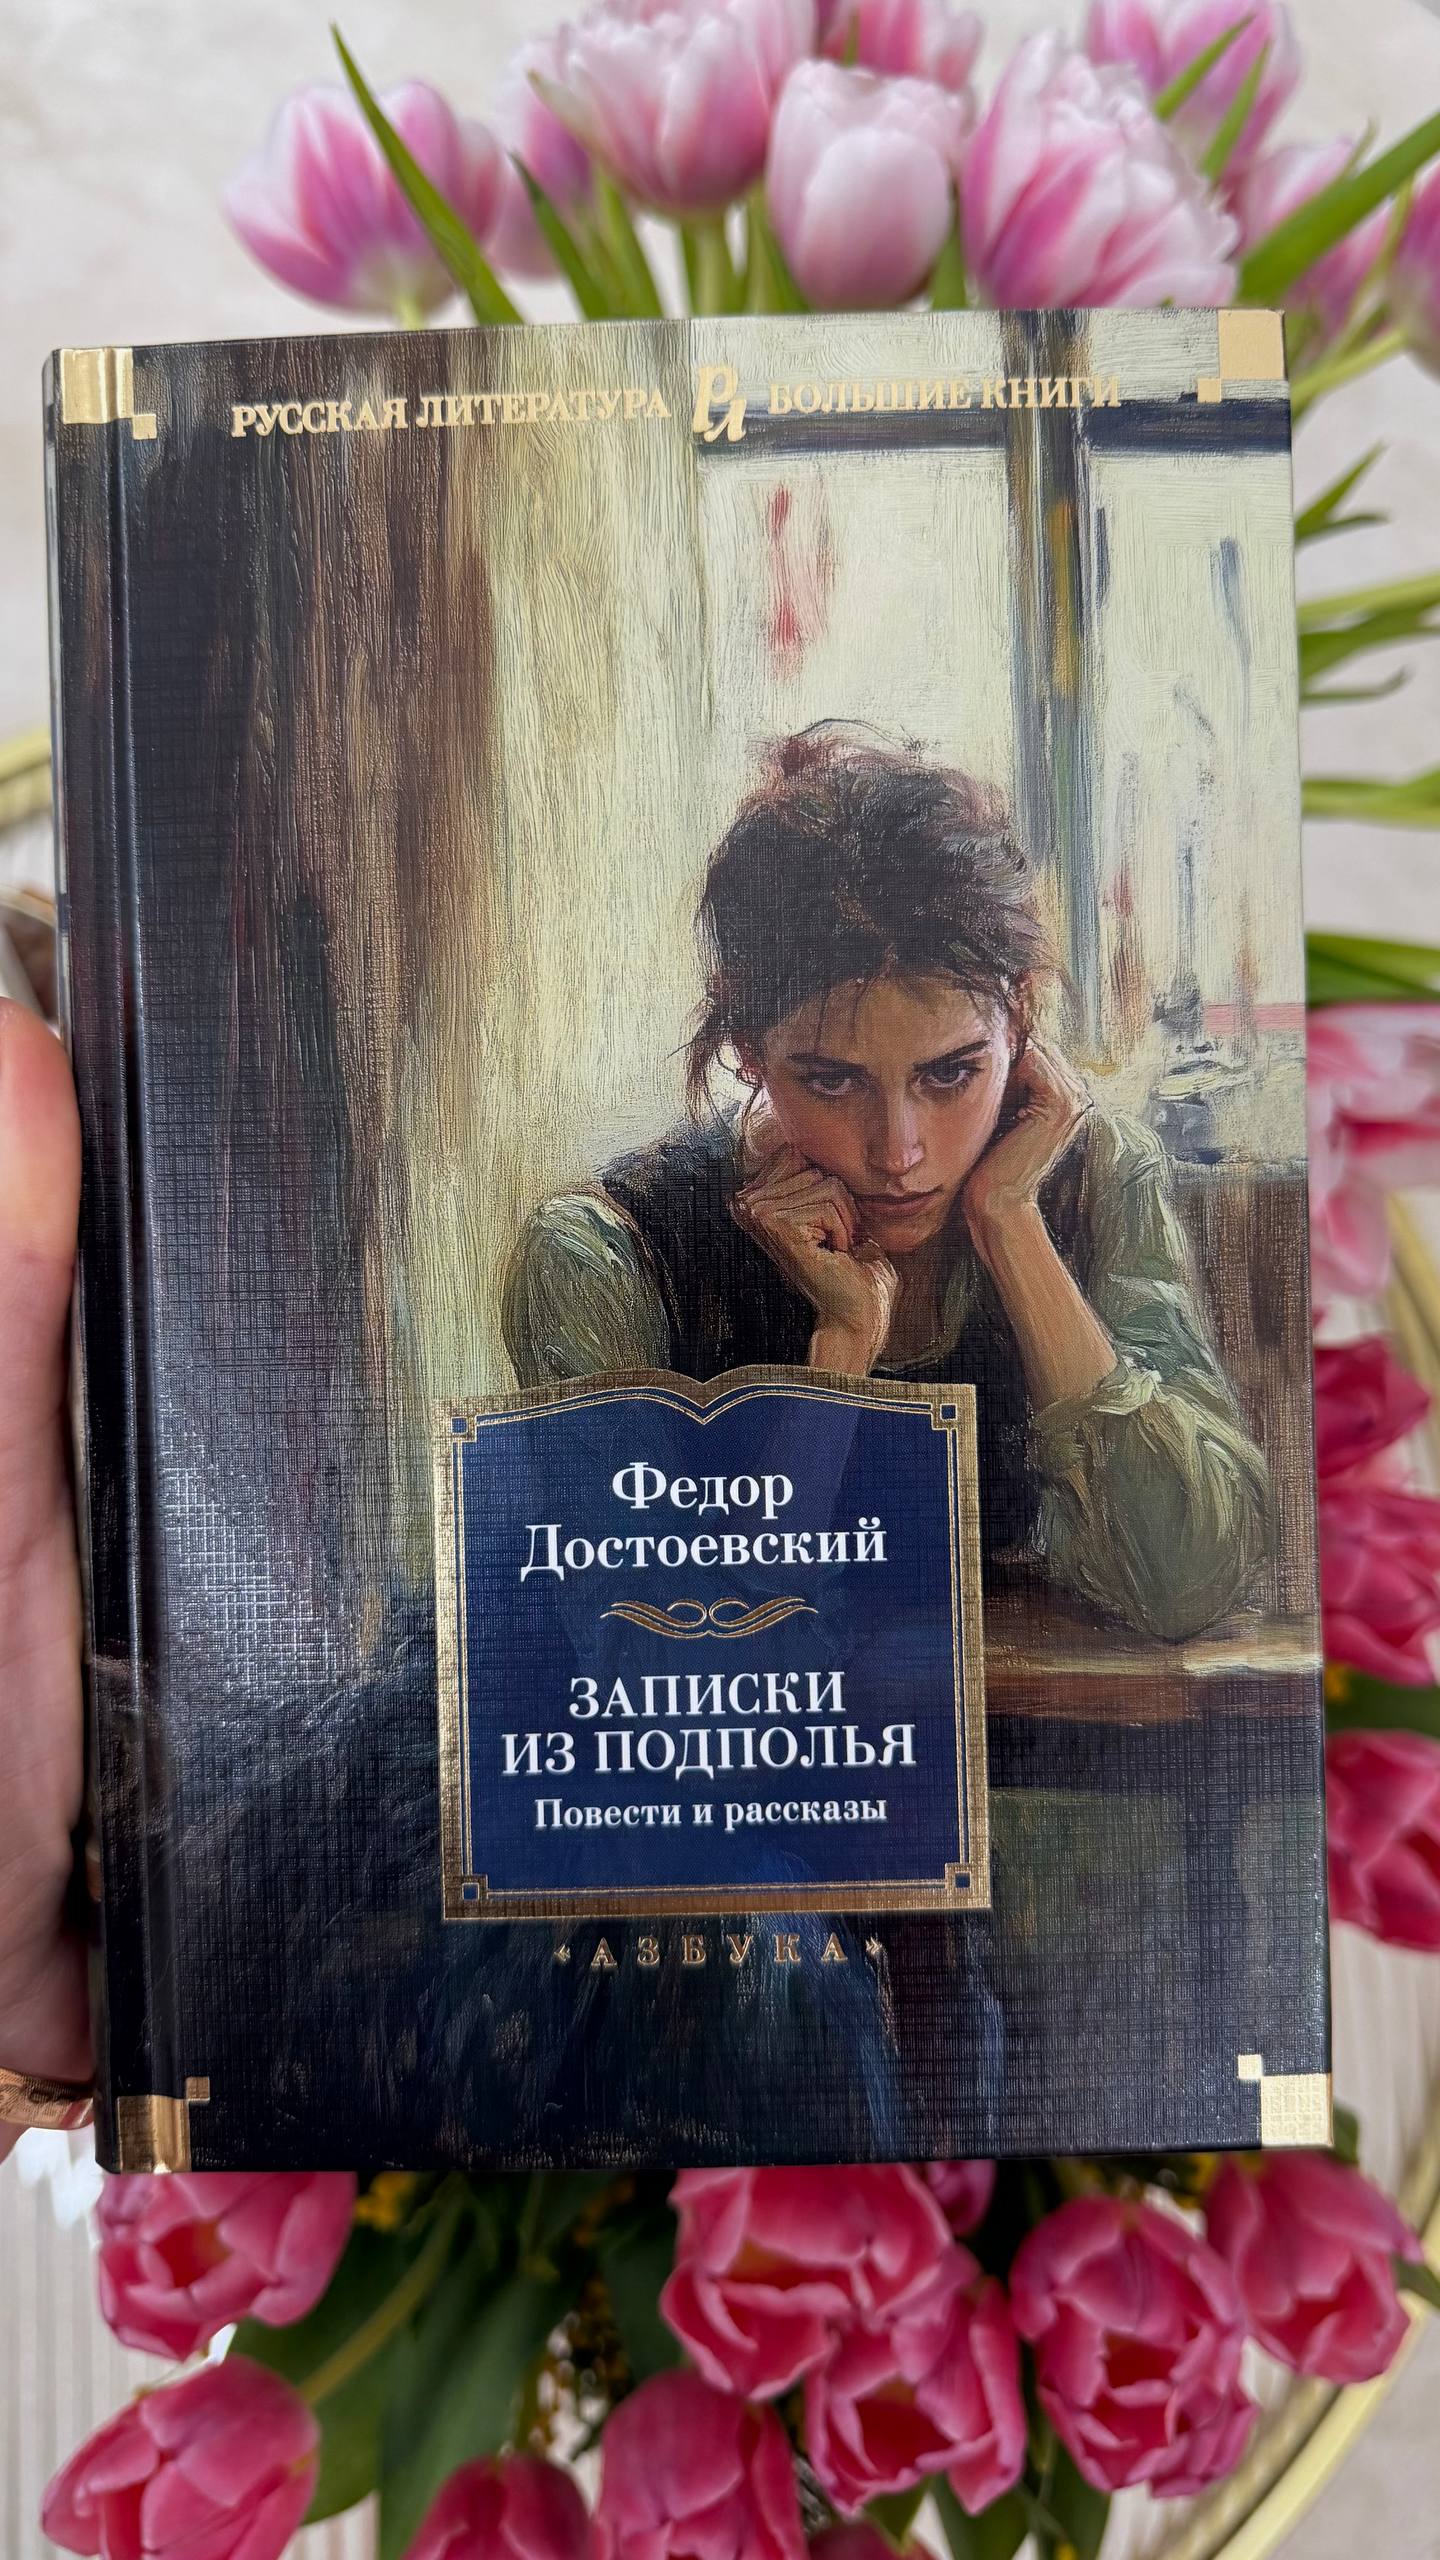 РУССКАЯ ЛИТЕРАТУРА РЛ БОЛЬШИЕ КНИГИ
Федор
Достоевский
ЗАПИСКИ
ИЗ ПОДПОЛЬЯ
Повести и рассказы
«АЗБУКА»